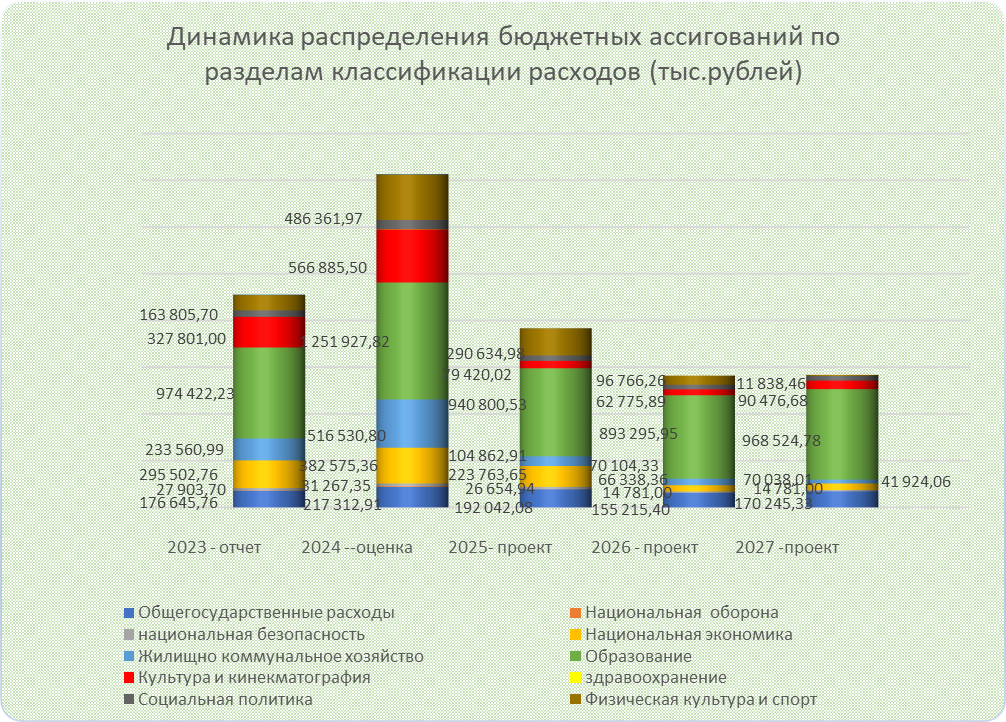 Динамика распределения бюджетных ассигований по
разделам классификации расходов (тыс.рублей)
486 361,97
566 885,50
163 805,70
327 801,00
1 251 927,82
290 634,98
79 420,02
96 766,26
11 838,46
974 422,23
940 800,53
62 775,89
90 476,68
516 530,80
893 295,95
968 524,78
233 560,99
382 575,36
104 862,91
70 104,33
295 502,76
223 763,65
66 338,36
70 038,01
41 924,06
27 903,70
31 267,35
26 654,94
14 781,00
14 781,00
176 645,76
217 312,91
192 042,08
155 215,40
170 245,33
2023 - отчет
2024 --оценка
2025- проект
2026 - проект
2027 -проект
Общегосударственные расходы
Национальная оборона
национальная безопасность
Национальная экономика
Жилищно коммунальное хозяйство
Образование
Культура и кинекматография
здравоохранение
Социальная политика
Физическая культура и спорт